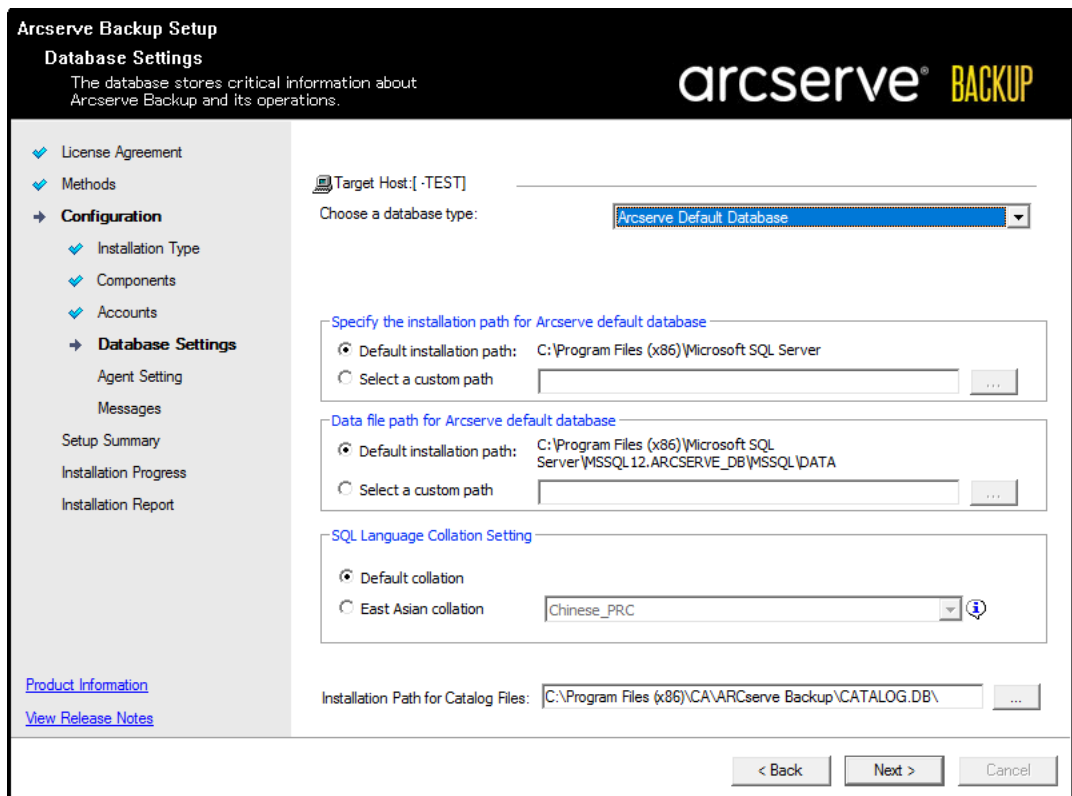 Arcserve Backup Setup
Database Settings
The database stores critical information about
Arcserve Backup and its operations.
arcserve® BACKUP
License Agreement
Methods
Configuration
Installation Type
Components
Accounts
Database Settings
Agent Setting
Messages
Setup Summary
Installation Progress
Installation Report
Product Information
View Release Notes
Target Host:[ -TEST]
Choose a database type: Arcserve Default Database
Specify the installation path for Arcserve default database
Default installation path: C:\Program Files (x86)\Microsoft SQL Server
Select a custom path ...
Data file path for Arcserve default database
Default installation path: C:\Program Files (x86)\Microsoft SQL
Server\MSSQL12.ARCSERVE_DB\MSSQL\DATA
Select a custom path ...
SQL Language Collation Setting
Default collation
East Asian collation Chinese_PRC
Installation Path for Catalog Files: C:\Program Files (x86)\CA\ARCserve Backup\CATALOG.DB\ ...
< Back Next > Cancel